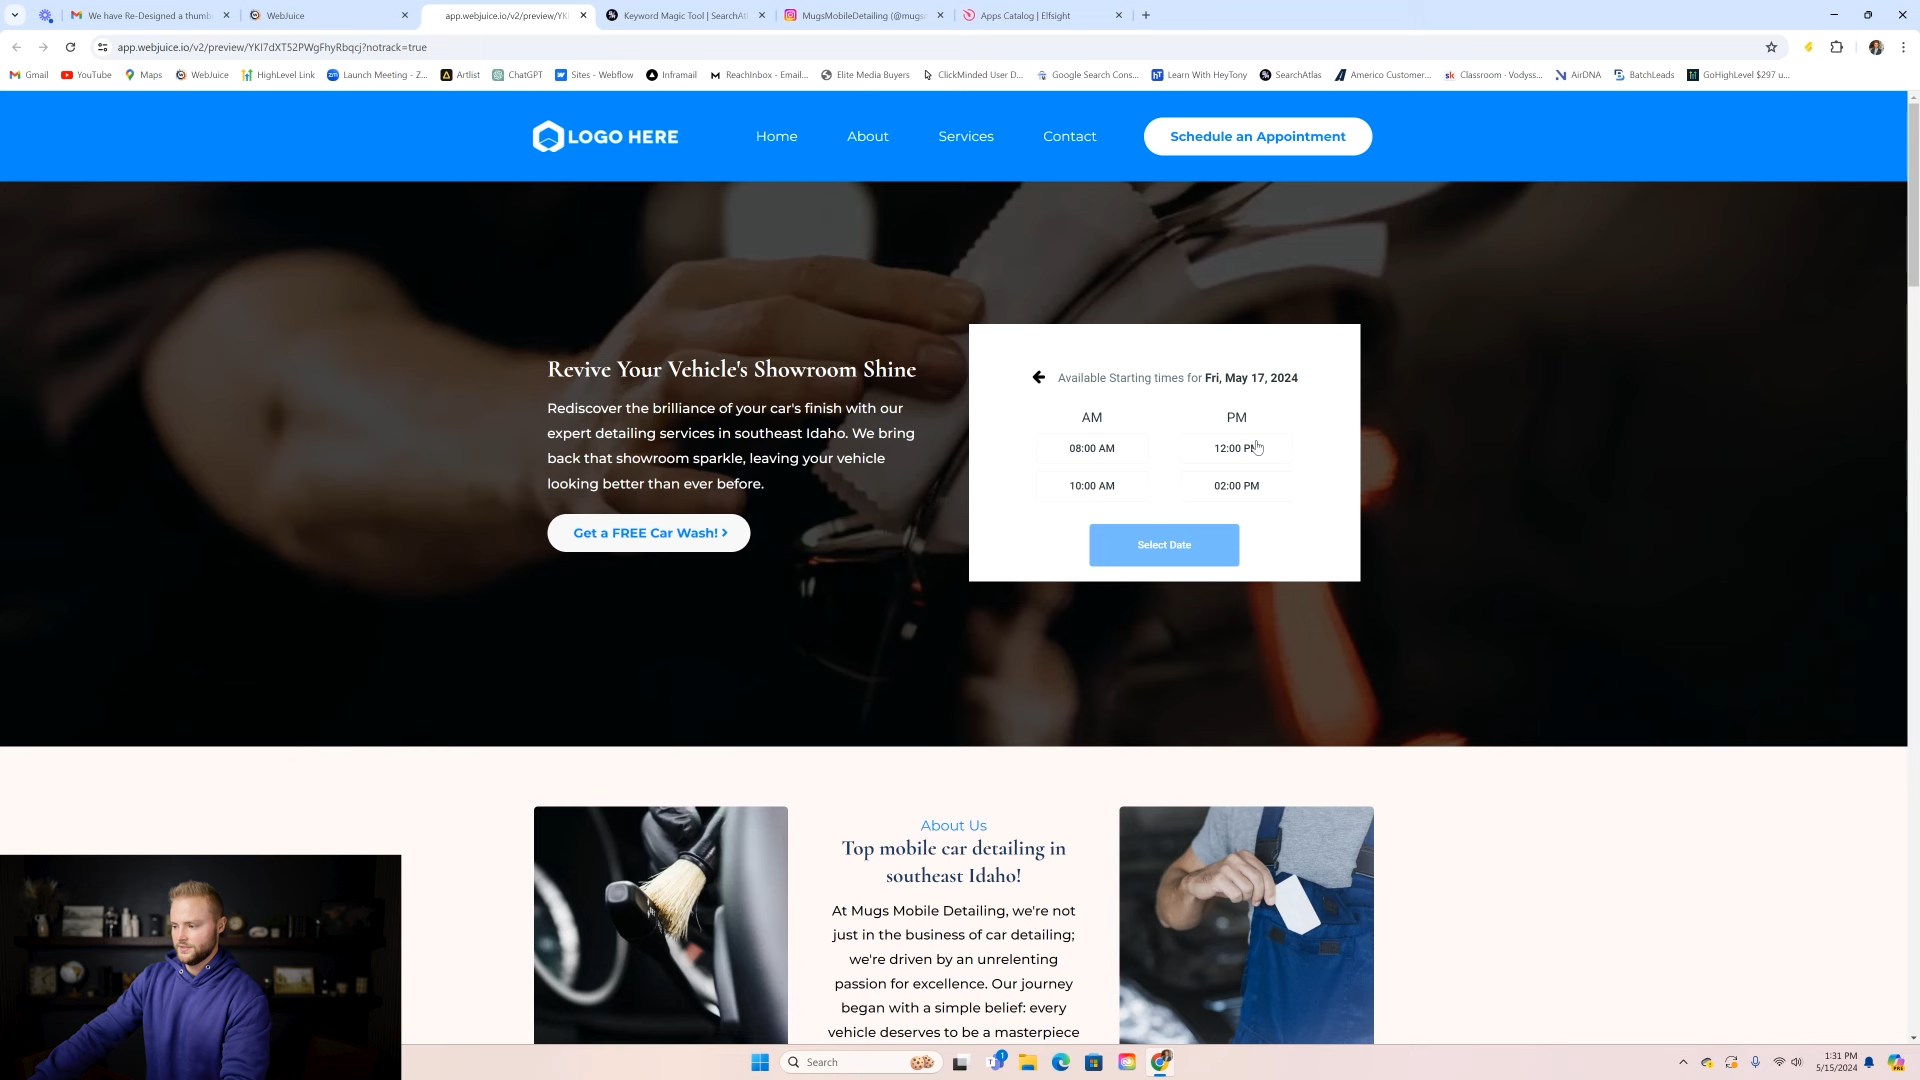 We have Re-Designed a thumb
WebJuice
app.webjuice.io/v2/preview/YKI
Keyword Magic Tool | SearchAtl
MugsMobileDetailing (@mugs
Apps Catalog | Elfsight
app.webjuice.io/v2/preview/YKI7dXT52PWgFhyRbqcj?notrack=true
Gmail YouTube Maps WebJuice HighLevel Link Launch Meeting - Z... Artlist ChatGPT Sites - Webflow Inframail ReachInbox - Email... Elite Media Buyers ClickMinded User D... Google Search Cons... Learn With HeyTony SearchAtlas Americo Customer... Classroom · Vodyss... AirDNA BatchLeads GoHighLevel $297 u...
LOGO HERE
Home About Services Contact Schedule an Appointment
Revive Your Vehicle's Showroom Shine
Rediscover the brilliance of your car's finish with our
expert detailing services in southeast Idaho. We bring
back that showroom sparkle, leaving your vehicle
looking better than ever before.
Get a FREE Car Wash!
Available Starting times for Fri, May 17, 2024
AM PM
08:00 AM 12:00 PM
10:00 AM 02:00 PM
Select Date
About Us
Top mobile car detailing in
southeast Idaho!
At Mugs Mobile Detailing, we're not
just in the business of car detailing;
we're driven by an unrelenting
passion for excellence. Our journey
began with a simple belief: every
vehicle deserves to be a masterpiece
Search
1:31 PM
5/15/2024